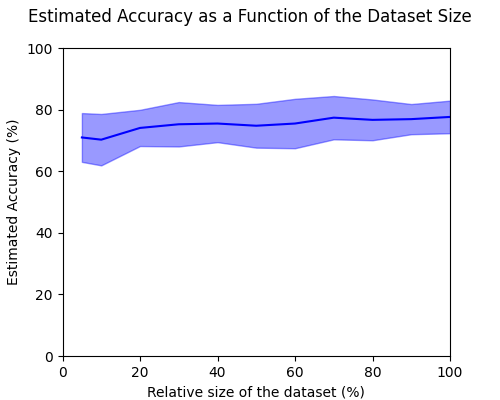 Estimated Accuracy as a Function of the Dataset Size
100
80
60
40
20
0
Estimated Accuracy (%)
0 20 40 60 80 100
Relative size of the dataset (%)